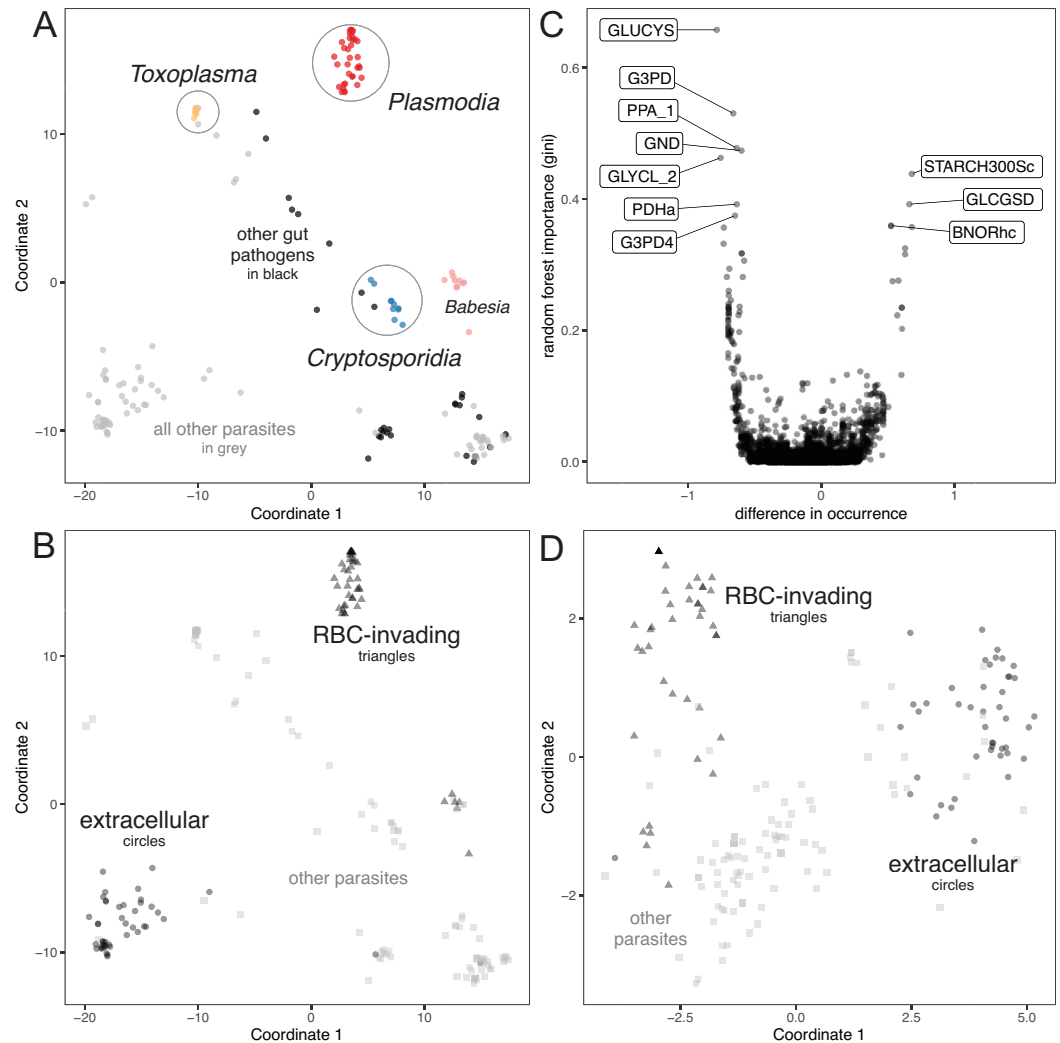 A
Toxoplasma
Plasmodia
other gut
pathogens
in black
Babesia
Cryptosporidia
all other parasites
in grey
10
0
−10
−20
−10
0
10
Coordinate 1
Coordinate 2
C
GLUCYS
G3PD
PPA_1
GND
GLYCL_2
PDHa
G3PD4
STARCH300Sc
GLCGSD
BNORhc
0.6
0.4
0.2
0.0
−1
0
1
difference in occurrence
random forest importance (gini)
B
RBC-invading
triangles
extracellular
circles
other parasites
10
0
−10
−20
−10
0
10
Coordinate 1
Coordinate 2
D
RBC-invading
triangles
extracellular
circles
other
parasites
2
0
−2
−2.5
0.0
2.5
5.0
Coordinate 1
Coordinate 2